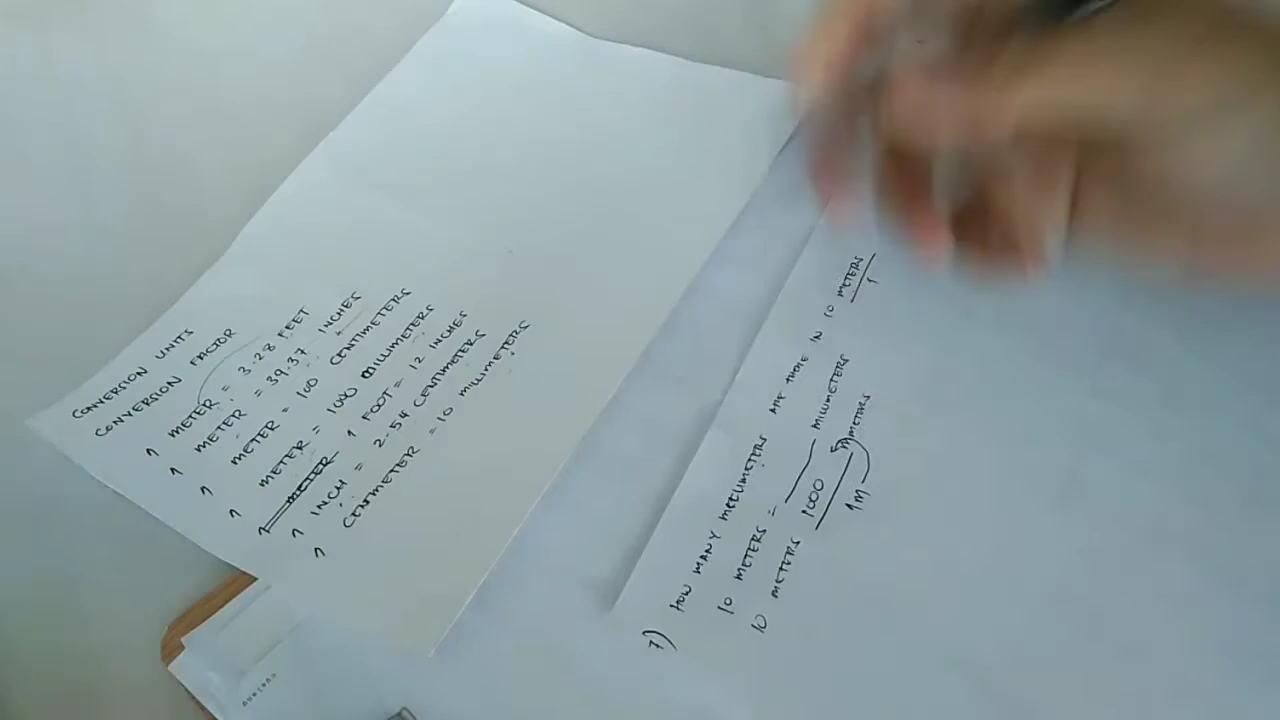 CONVERSION UNITS
CONVERSION FACTOR
1 METER = 3.28 FEET
1 METER = 39.37 INCHES
1 METER = 100 CENTIMETERS
1 METER = 1000 MILLIMETERS
1 FOOT = 12 INCHES
1 INCH = 2.54 CENTIMETERS
1 CENTIMETER = 10 MILLIMETERS
1) HOW MANY MILLIMETERS ARE THERE IN 10 METERS
10 METERS = MILLIMETERS
10 METERS 1000 METERS
1M